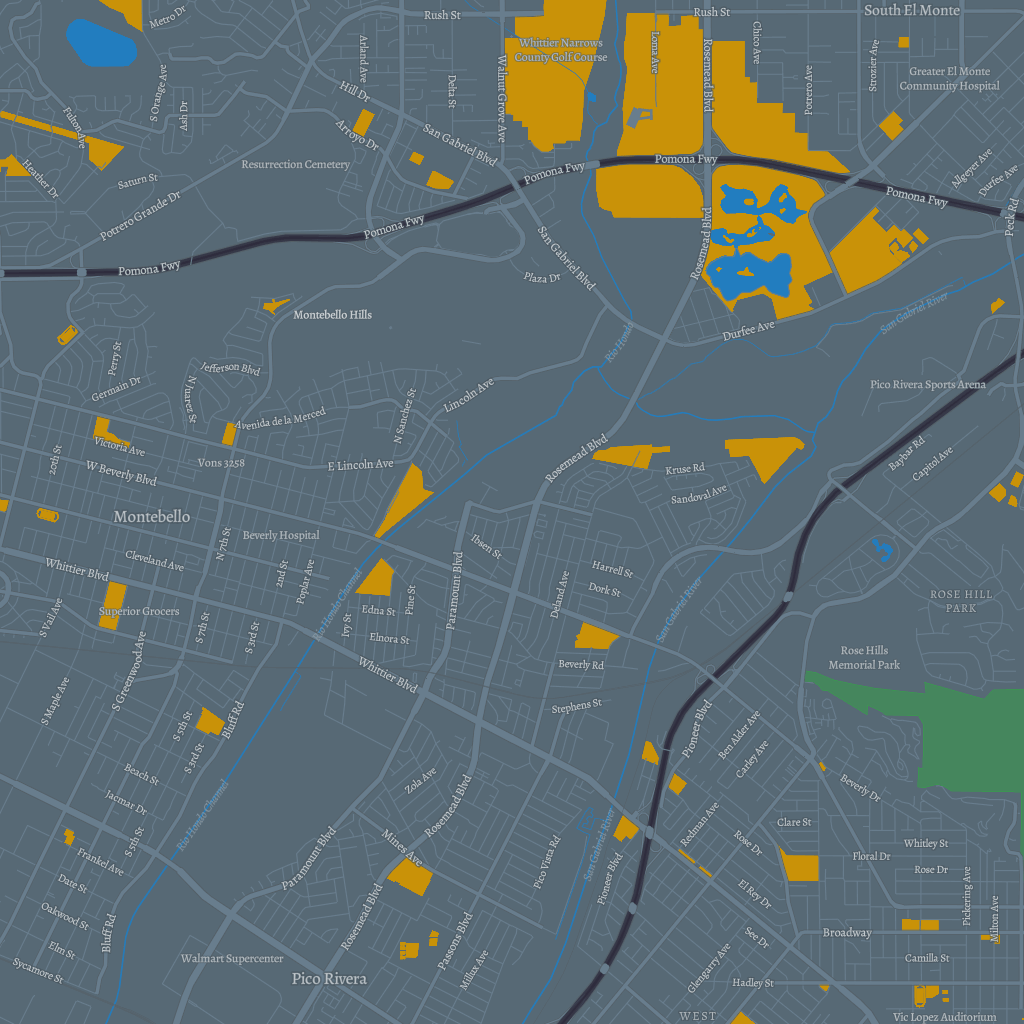 Metro Dr
Rush St
Rush St
South El Monte
Whittier Narrows
County Golf Course
Loma Ave
Chico Ave
Arland Ave
Walnut Grove Ave
Rosemead Blvd
Strozier Ave
Potrero Ave
Greater El Monte
Community Hospital
S Orange Ave
Ash Dr
Delta St
Hill Dr
Fulton Ave
Arroyo Dr
San Gabriel Blvd
Resurrection Cemetery
Pomona Fwy
Pomona Fwy
Allgeyer Ave
Durfee Ave
Heather Dr
Saturn St
Pomona Fwy
Peck Rd
Potrero Grande Dr
Pomona Fwy
Rosemead Blvd
San Gabriel Blvd
Pomona Fwy
Plaza Dr
Montebello Hills
San Gabriel River
Durfee Ave
Rio Hondo
Perry St
Jefferson Blvd
Germain Dr
N Juarez St
Pico Rivera Sports Arena
Lincoln Ave
N Sanchez St
Avenida de la Merced
Victoria Ave
20th St
Vons 3258
E Lincoln Ave
Rosemead Blvd
Kruse Rd
Baybar Rd
Capitol Ave
W Beverly Blvd
Sandoval Ave
Montebello
Beverly Hospital
N 7th St
Ibsen St
Cleveland Ave
Whittier Blvd
2nd St
Poplar Ave
Harrell St
Dork St
Paramount Blvd
Deland Ave
Pine St
Rio Hondo Channel
San Gabriel River
ROSE HILL
PARK
Superior Grocers
S Vail Ave
Edna St
Ivy St
Elnora St
S 7th St
S 3rd St
Rose Hills
Memorial Park
Beverly Rd
S Greenwood Ave
Whittier Blvd
S Maple Ave
Stephens St
S 5th St
Bluff Rd
Pioneer Blvd
Ben Alder Ave
Carley Ave
S 3rd St
Beach St
Zola Ave
Beverly Dr
Jacmar Dr
Rosemead Blvd
Rio Hondo Channel
Redman Ave
Clare St
S 5th St
Mines Ave
Rose Dr
Whitley St
Frankel Ave
Paramount Blvd
Pico Vista Rd
San Gabriel River
Floral Dr
Rose Dr
Date St
Pioneer Blvd
El Rey Dr
Pickering Ave
Milton Ave
Oakwood St
Bluff Rd
Rosemead Blvd
Passons Blvd
See Dr
Broadway
Elm St
Walmart Supercenter
Millux Ave
Glengarry Ave
Camilla St
Sycamore St
Pico Rivera
Hadley St
WEST
Vic Lopez Auditorium